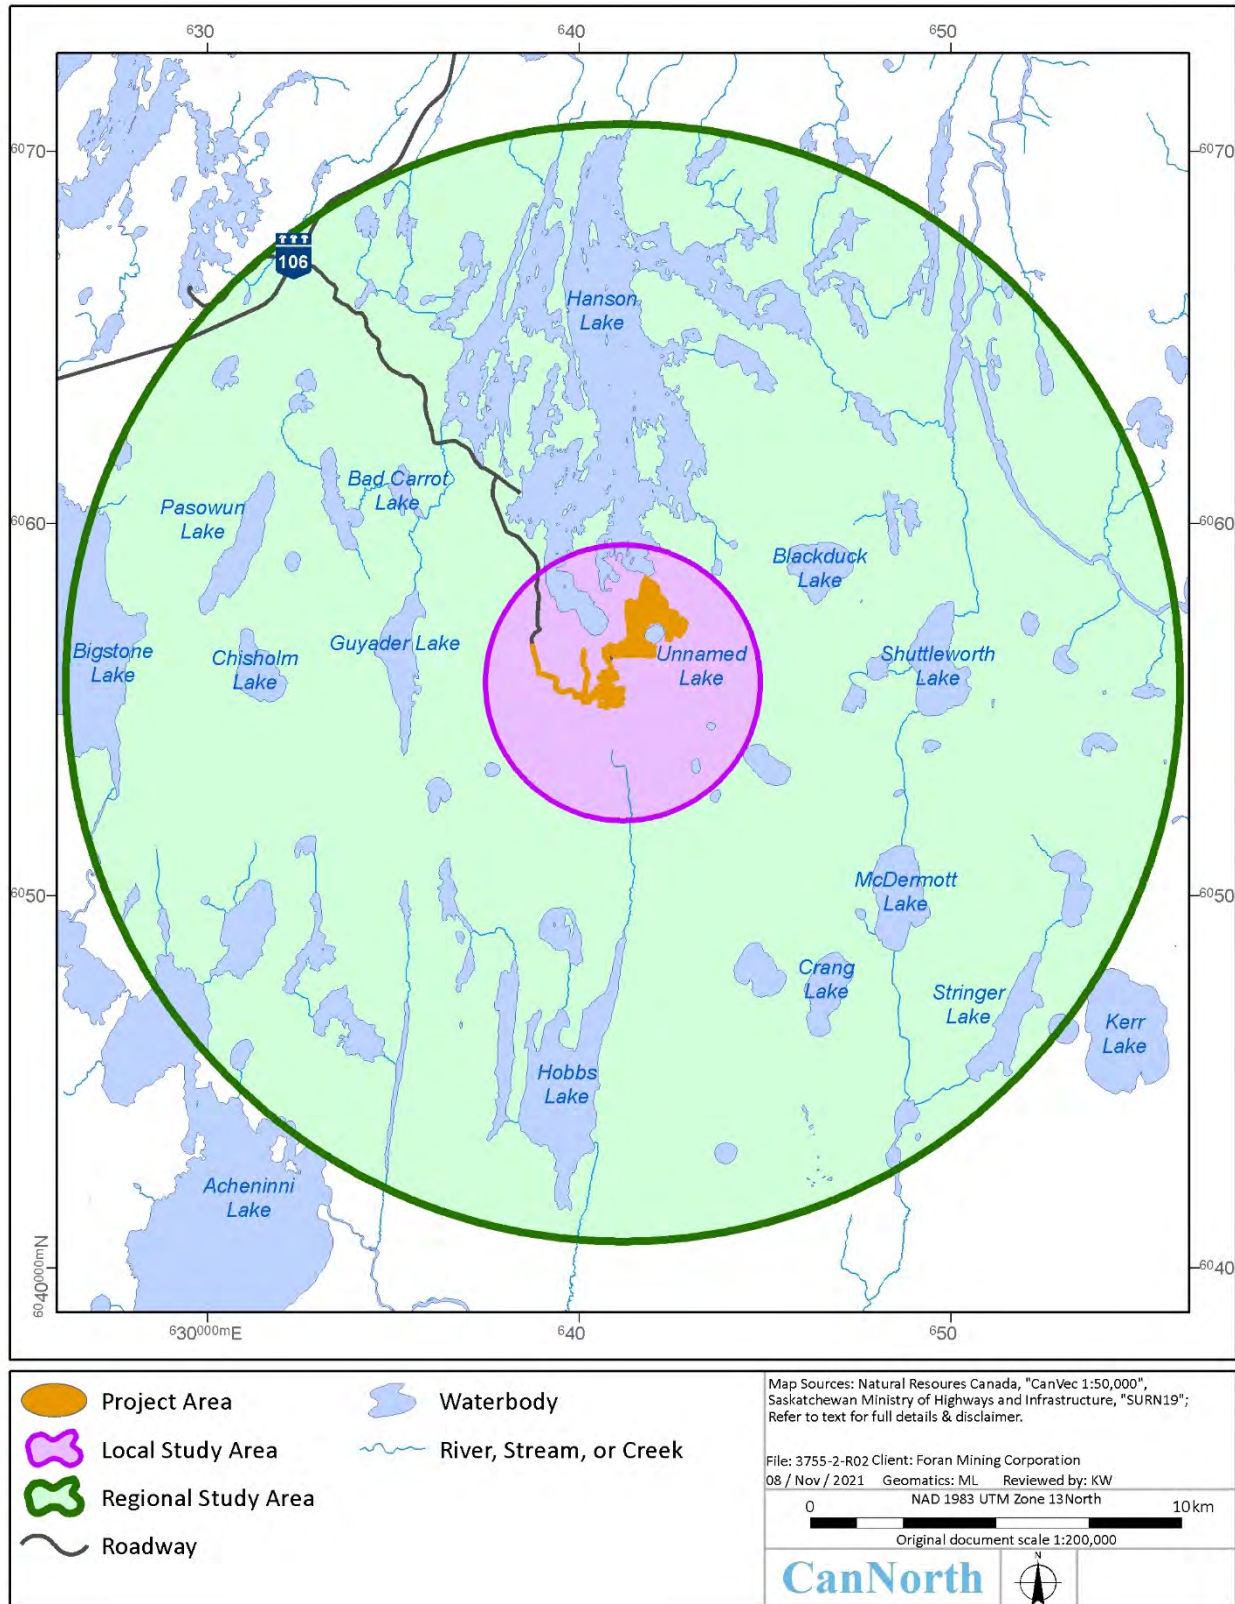 630
640
650
6070
6070
106
Hanson
Lake
Bad Carrot
Lake
Pasowun
Lake
6060
6060
Blackduck
Lake
Bigstone
Lake
Chisholm
Lake
Guyader Lake
Unnamed
Lake
Shuttleworth
Lake
McDermott
Lake
6050
6050
Crang
Lake
Stringer
Lake
Kerr
Lake
Hobbs
Lake
Acheninni
Lake
6040000mN
6040
630000mE
640
650
Project Area
Local Study Area
Regional Study Area
Roadway
Waterbody
River, Stream, or Creek
Map Sources: Natural Resoures Canada, "CanVec 1:50,000",
Saskatchewan Ministry of Highways and Infrastructure, "SURN19";
Refer to text for full details & disclaimer.
File: 3755-2-R02 Client: Foran Mining Corporation
08 / Nov / 2021 Geomatics: ML Reviewed by: KW
0 NAD 1983 UTM Zone 13North 10km
Original document scale 1:200,000
CanNorth
N